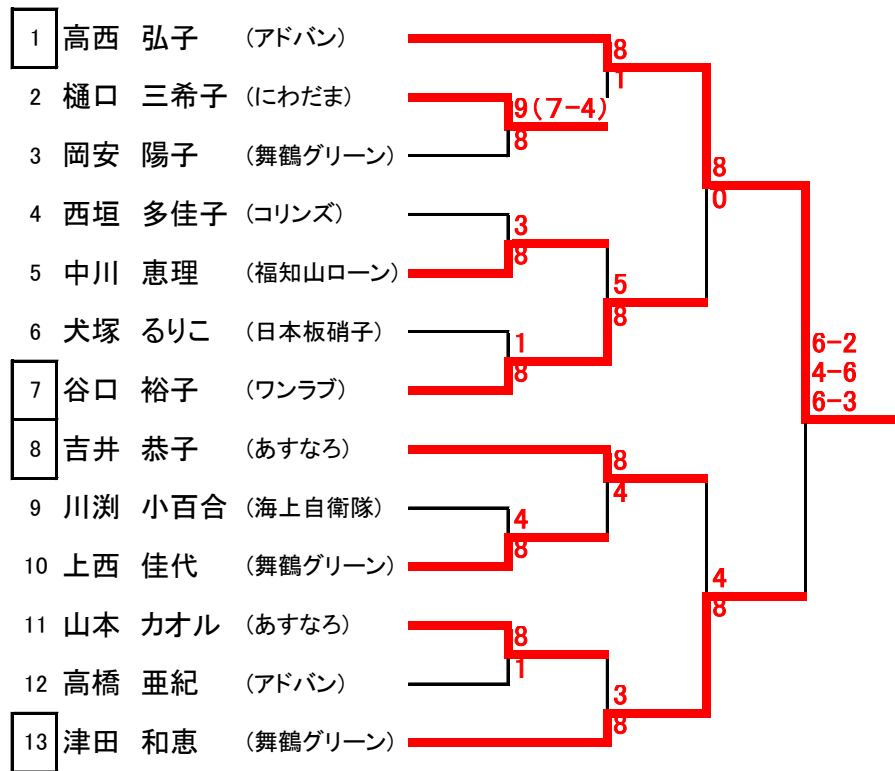 1 高西 弘子 (アドバン)
8
1
2 樋口 三希子 (にわだま)
9(7-4)
8
3 岡安 陽子 (舞鶴グリーン)
8
0
4 西垣 多佳子 (コリンズ)
3
8
5 中川 恵理 (福知山ローン)
5
8
6 犬塚 るりこ (日本板硝子)
1
8
6-2
4-6
6-3
7 谷口 裕子 (ワンラブ)
8 吉井 恭子 (あすなろ)
8
4
9 川渕 小百合 (海上自衛隊)
4
8
10 上西 佳代 (舞鶴グリーン)
4
8
11 山本 カオル (あすなろ)
8
1
12 高橋 亜紀 (アドバン)
3
8
13 津田 和恵 (舞鶴グリーン)